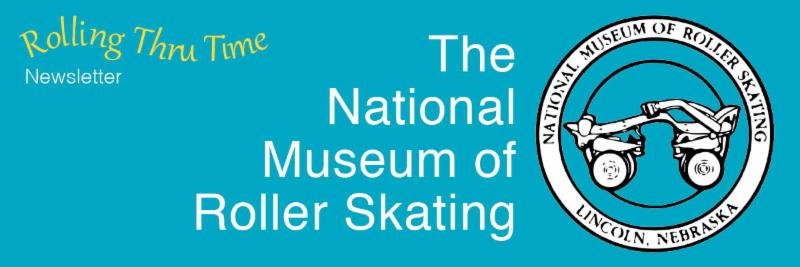 Rolling Thru Time
Newsletter
The
National
Museum of
Roller Skating
NATIONAL MUSEUM OF ROLLER SKATING
LINCOLN, NEBRASKA